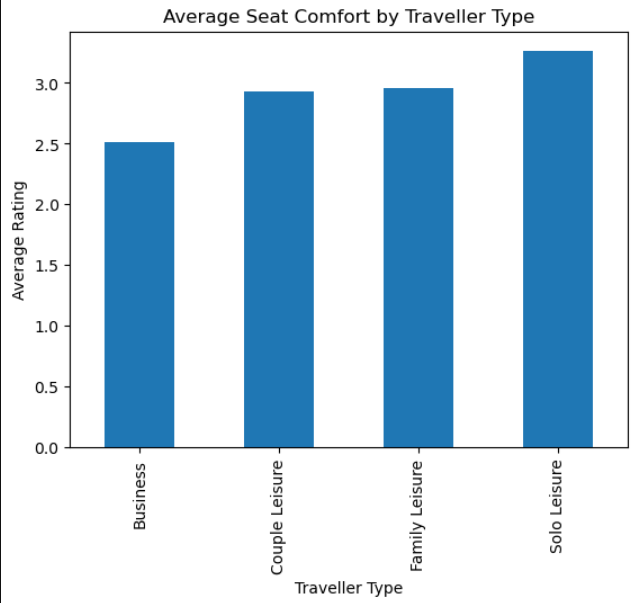 Average Seat Comfort by Traveller Type
3.0
2.5
2.0
1.5
1.0
0.5
0.0
Average Rating
Business
Couple Leisure
Family Leisure
Solo Leisure
Traveller Type